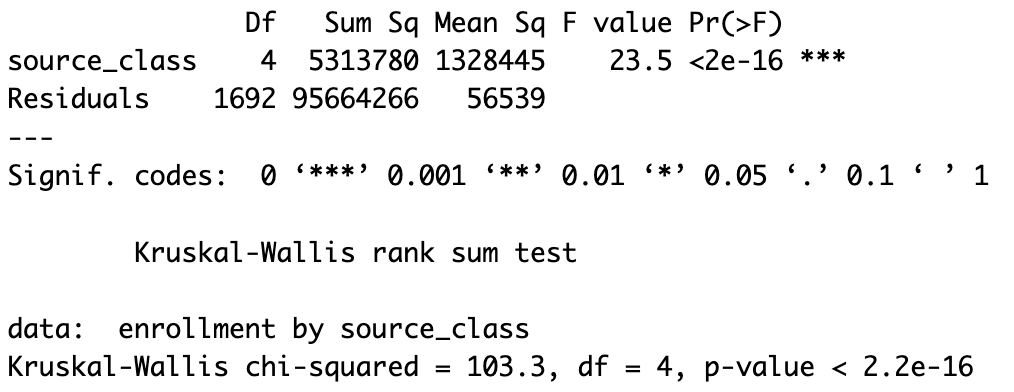 Df   Sum Sq Mean Sq F value Pr(>F)
source_class   4  5313780 1328445    23.5 <2e-16 ***
Residuals   1692 95664266   56539
---
Signif. codes:  0 ‘***’ 0.001 ‘**’ 0.01 ‘*’ 0.05 ‘.’ 0.1 ‘ ’ 1
Kruskal-Wallis rank sum test
data:  enrollment by source_class
Kruskal-Wallis chi-squared = 103.3, df = 4, p-value < 2.2e-16